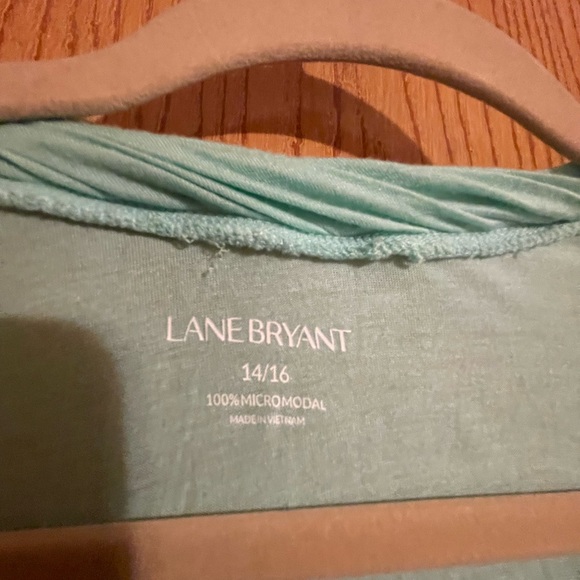 LANE BRYANT
14/16
100% MICROMODAL
MADE IN VIETNAM